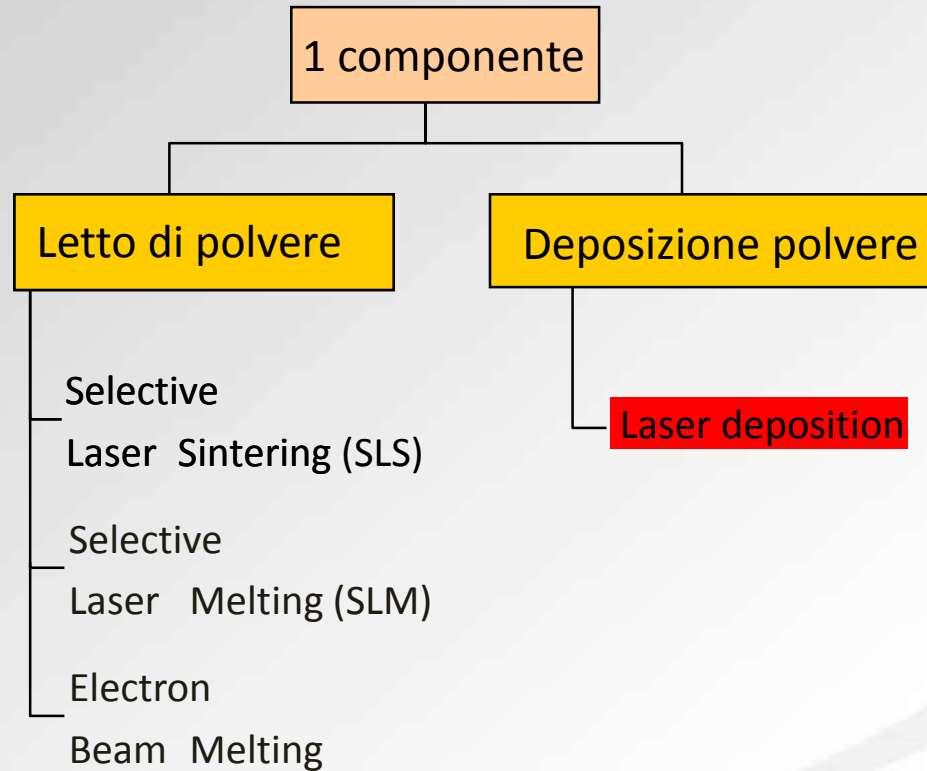 1 componente
Letto di polvere
Deposizione polvere
Selective
Laser Sintering (SLS)
Selective
Laser Melting (SLM)
Electron
Beam Melting
Laser deposition